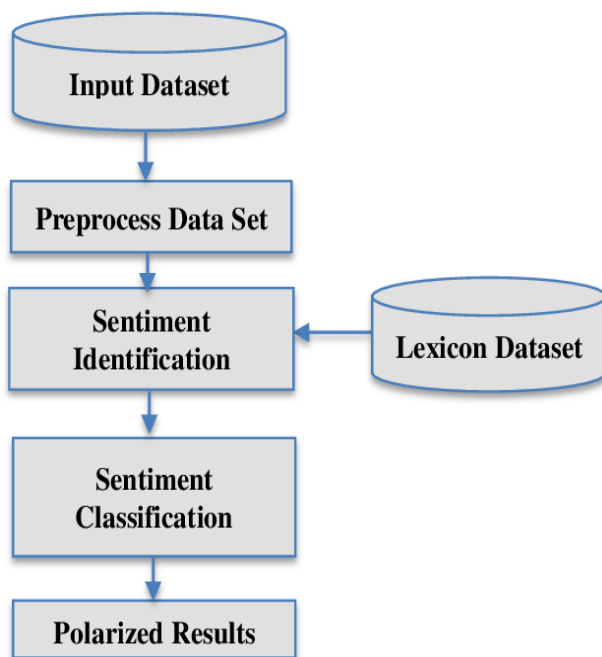 Input Dataset
Preprocess Data Set
Sentiment
Identification
Lexicon Dataset
Sentiment
Classification
Polarized Results